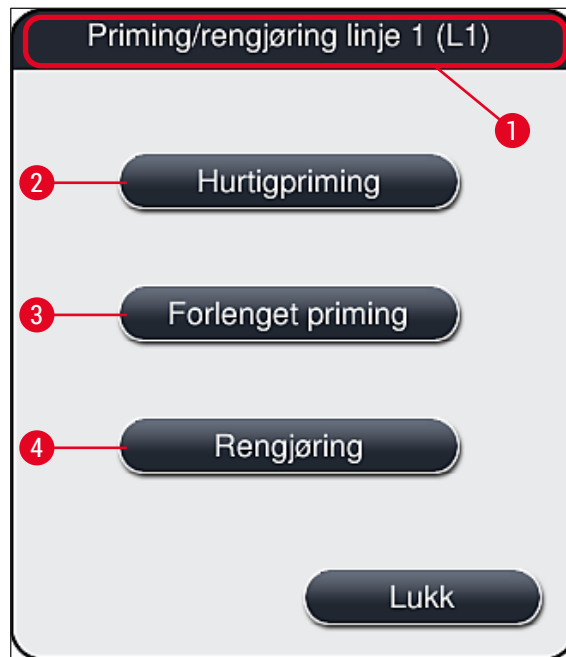 Priming/rengjøring linje 1 (L1)
1
2 Hurtigpriming
3 Forlenget priming
4 Rengjøring
Lukk